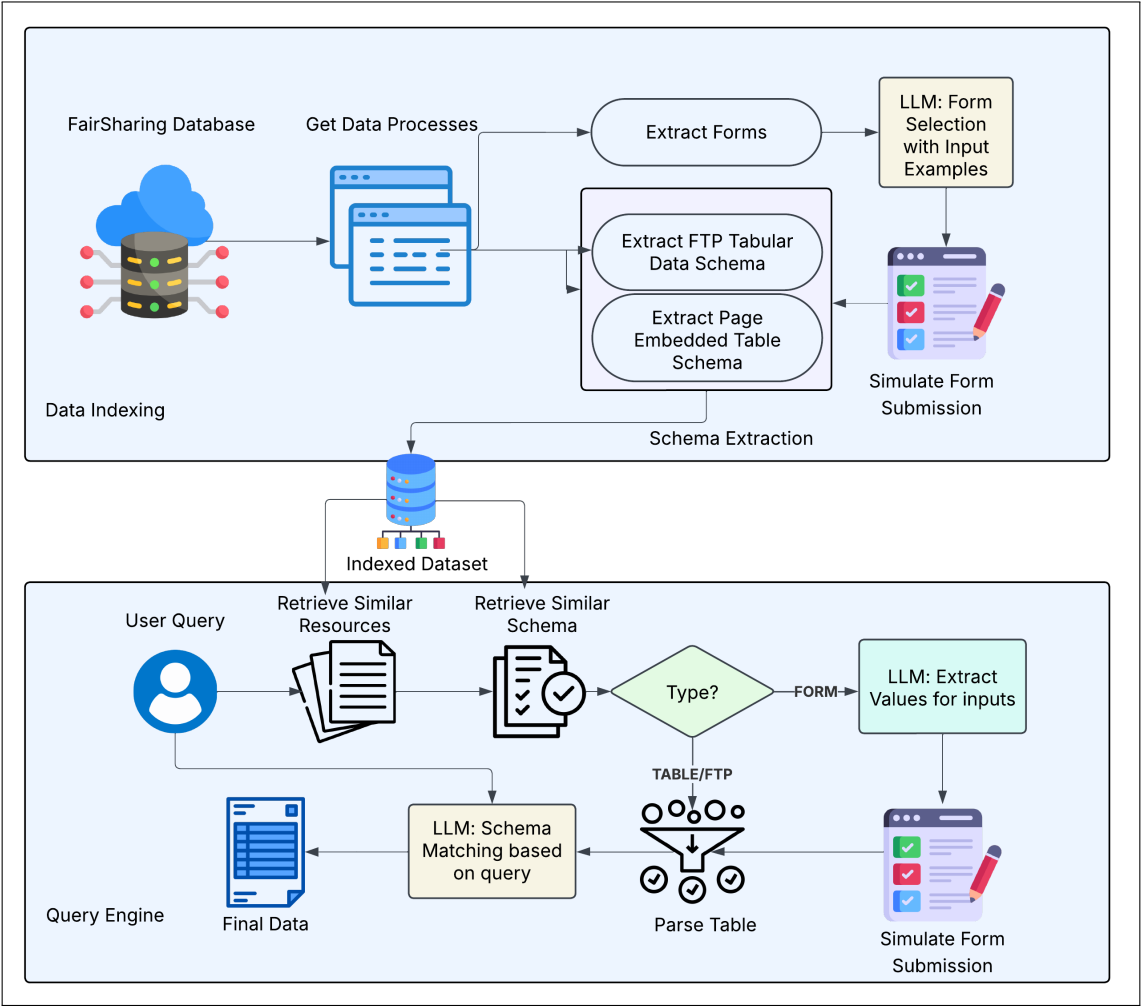 FairSharing Database
Get Data Processes
Extract Forms
LLM: Form
Selection
with Input
Examples
Extract FTP Tabular
Data Schema
Extract Page
Embedded Table
Schema
Simulate Form
Submission
Data Indexing
Schema Extraction
Indexed Dataset
User Query
Retrieve Similar
Resources
Retrieve Similar
Schema
Type?
FORM
LLM: Extract
Values for inputs
TABLE/FTP
LLM: Schema
Matching based
on query
Query Engine
Final Data
Parse Table
Simulate Form
Submission